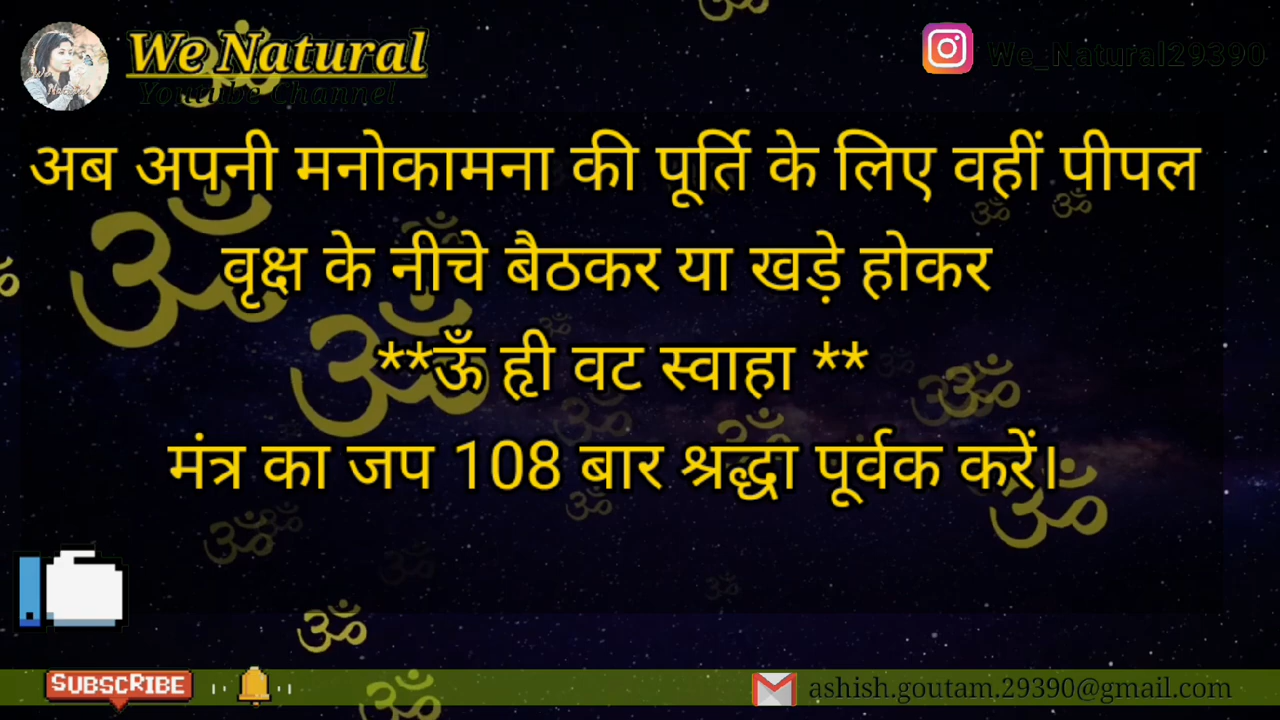 We Natural
Youtube Channel
We_Natural29390
अब अपनी मनोकामना की पूर्ति के लिए वहीं पीपल
वृक्ष के नीचे बैठकर या खड़े होकर
**ऊँ हृी वट स्वाहा **
मंत्र का जप 108 बार श्रद्धा पूर्वक करें।
SUBSCRIBE
ashish.goutam.29390@gmail.com